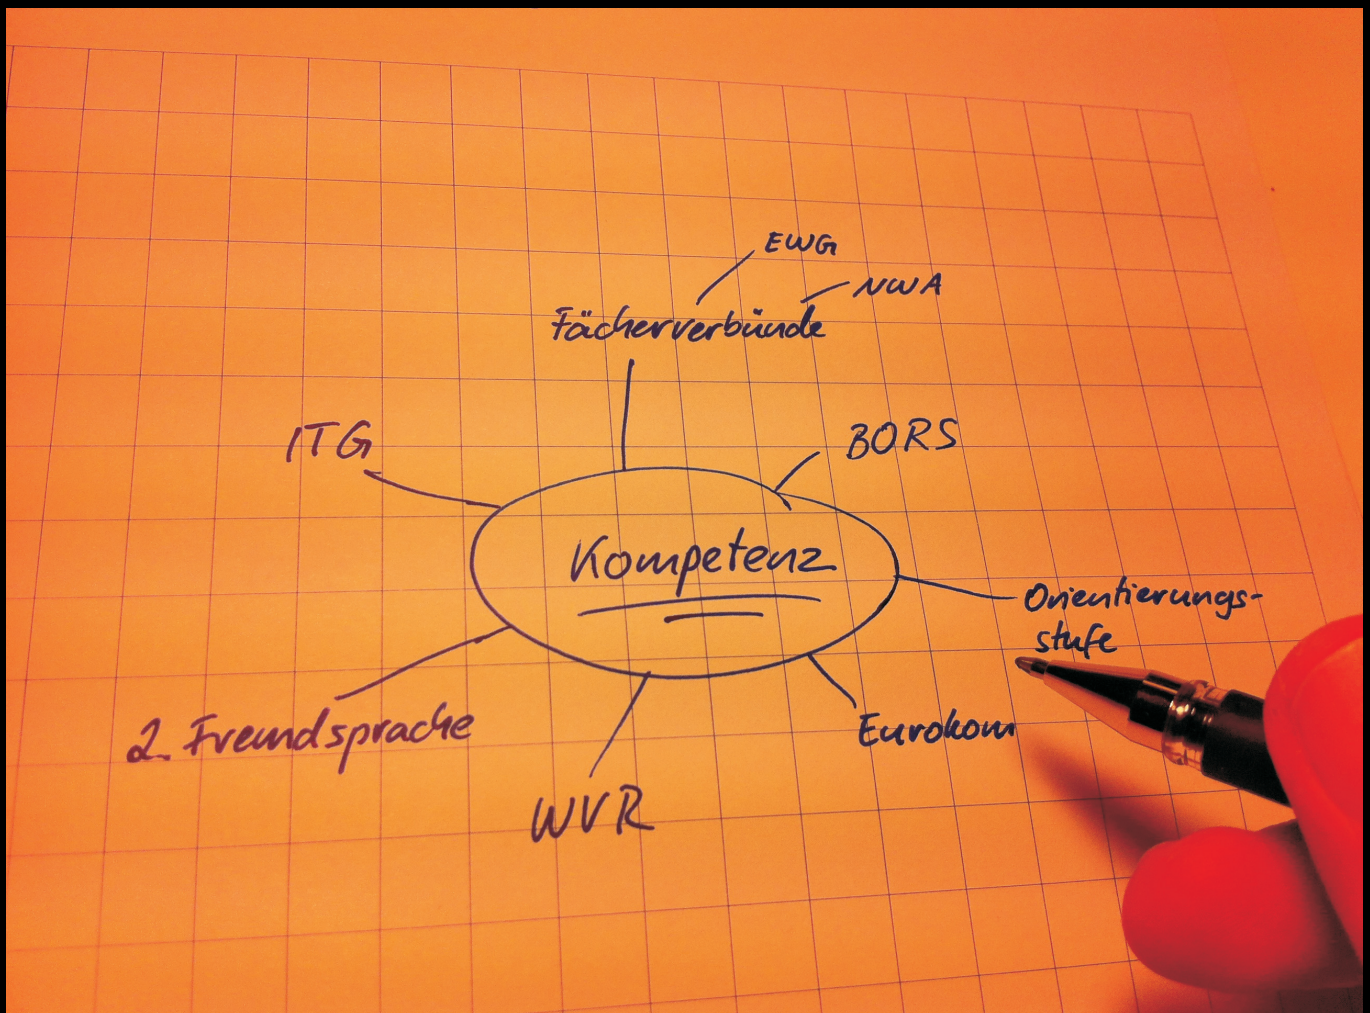 EWG
NWA
Fächerverbünde
BORS
ITG
Kompetenz
Orientierungs-
stufe
Eurokom
2. Fremdsprache
WVR